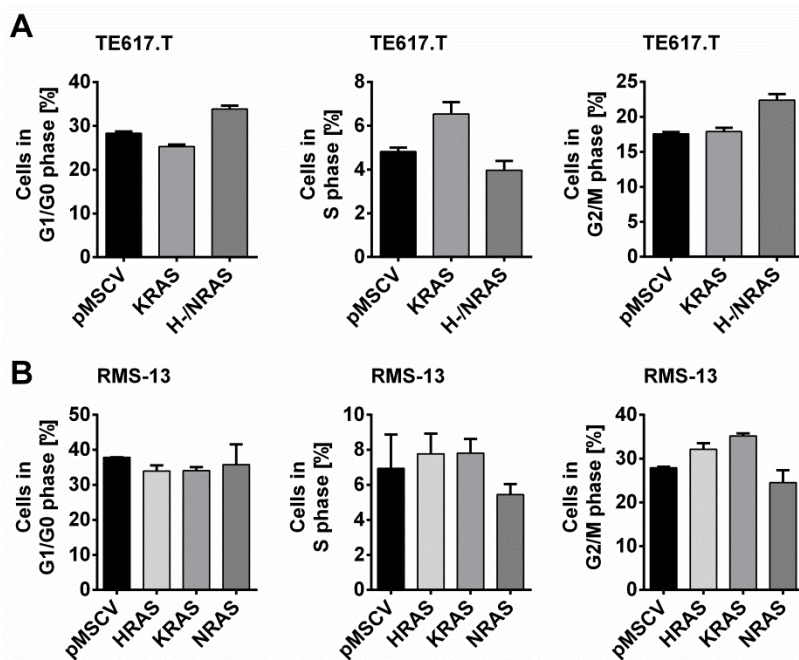 A
TE617.T
Cells in
G1/G0 phase [%]
40
30
20
10
0
pMSCV
KRAS
H-/NRAS
TE617.T
Cells in
S phase [%]
8
6
4
2
0
pMSCV
KRAS
H-/NRAS
TE617.T
Cells in
G2/M phase [%]
25
20
15
10
5
0
pMSCV
KRAS
H-/NRAS
B
RMS-13
Cells in
G1/G0 phase [%]
50
40
30
20
10
0
pMSCV
HRAS
KRAS
NRAS
RMS-13
Cells in
S phase [%]
10
8
6
4
2
0
pMSCV
HRAS
KRAS
NRAS
RMS-13
Cells in
G2/M phase [%]
40
30
20
10
0
pMSCV
HRAS
KRAS
NRAS